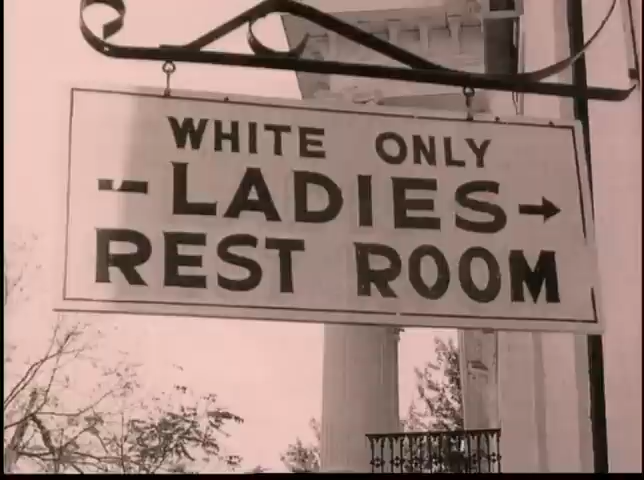 WHITE ONLY
-- LADIES →
REST ROOM